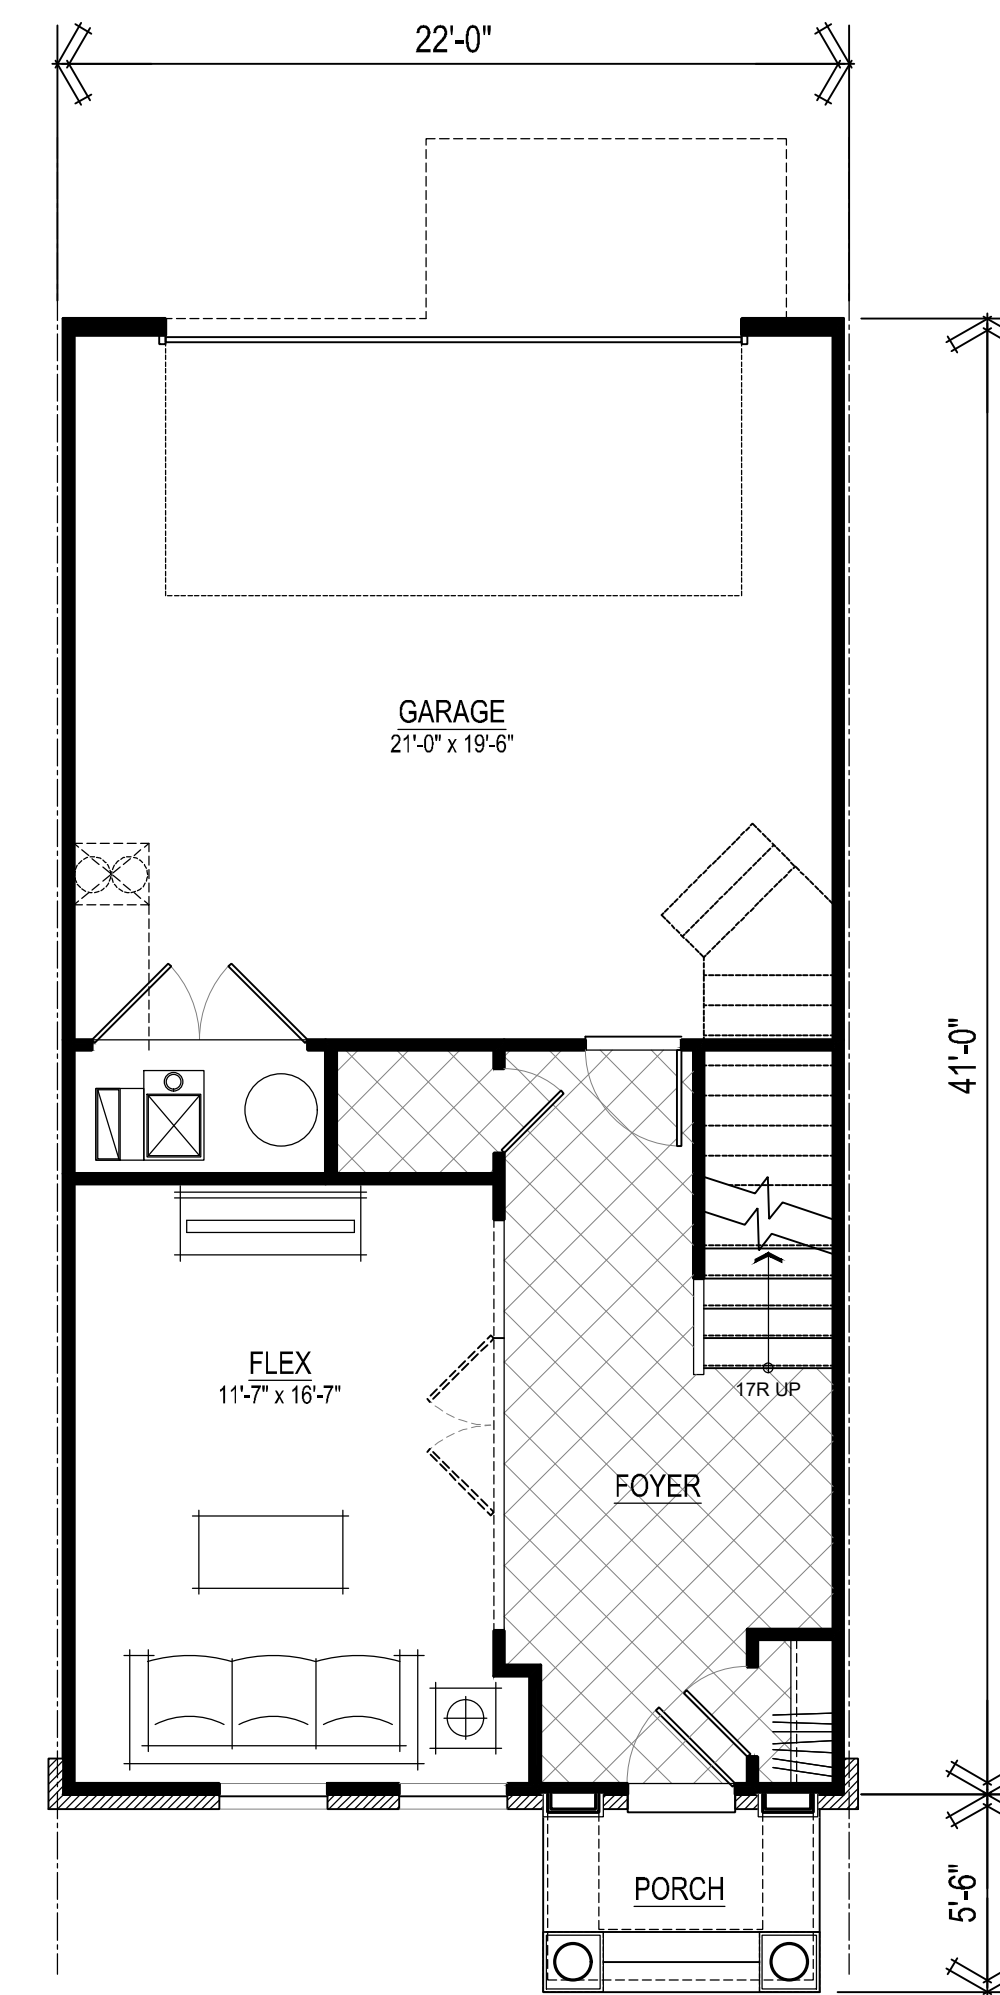 22'-0"
GARAGE
21'-0" x 19'-6"
41'-0"
FLEX
11'-7" x 16'-7"
17R UP
FOYER
PORCH
5'-6"